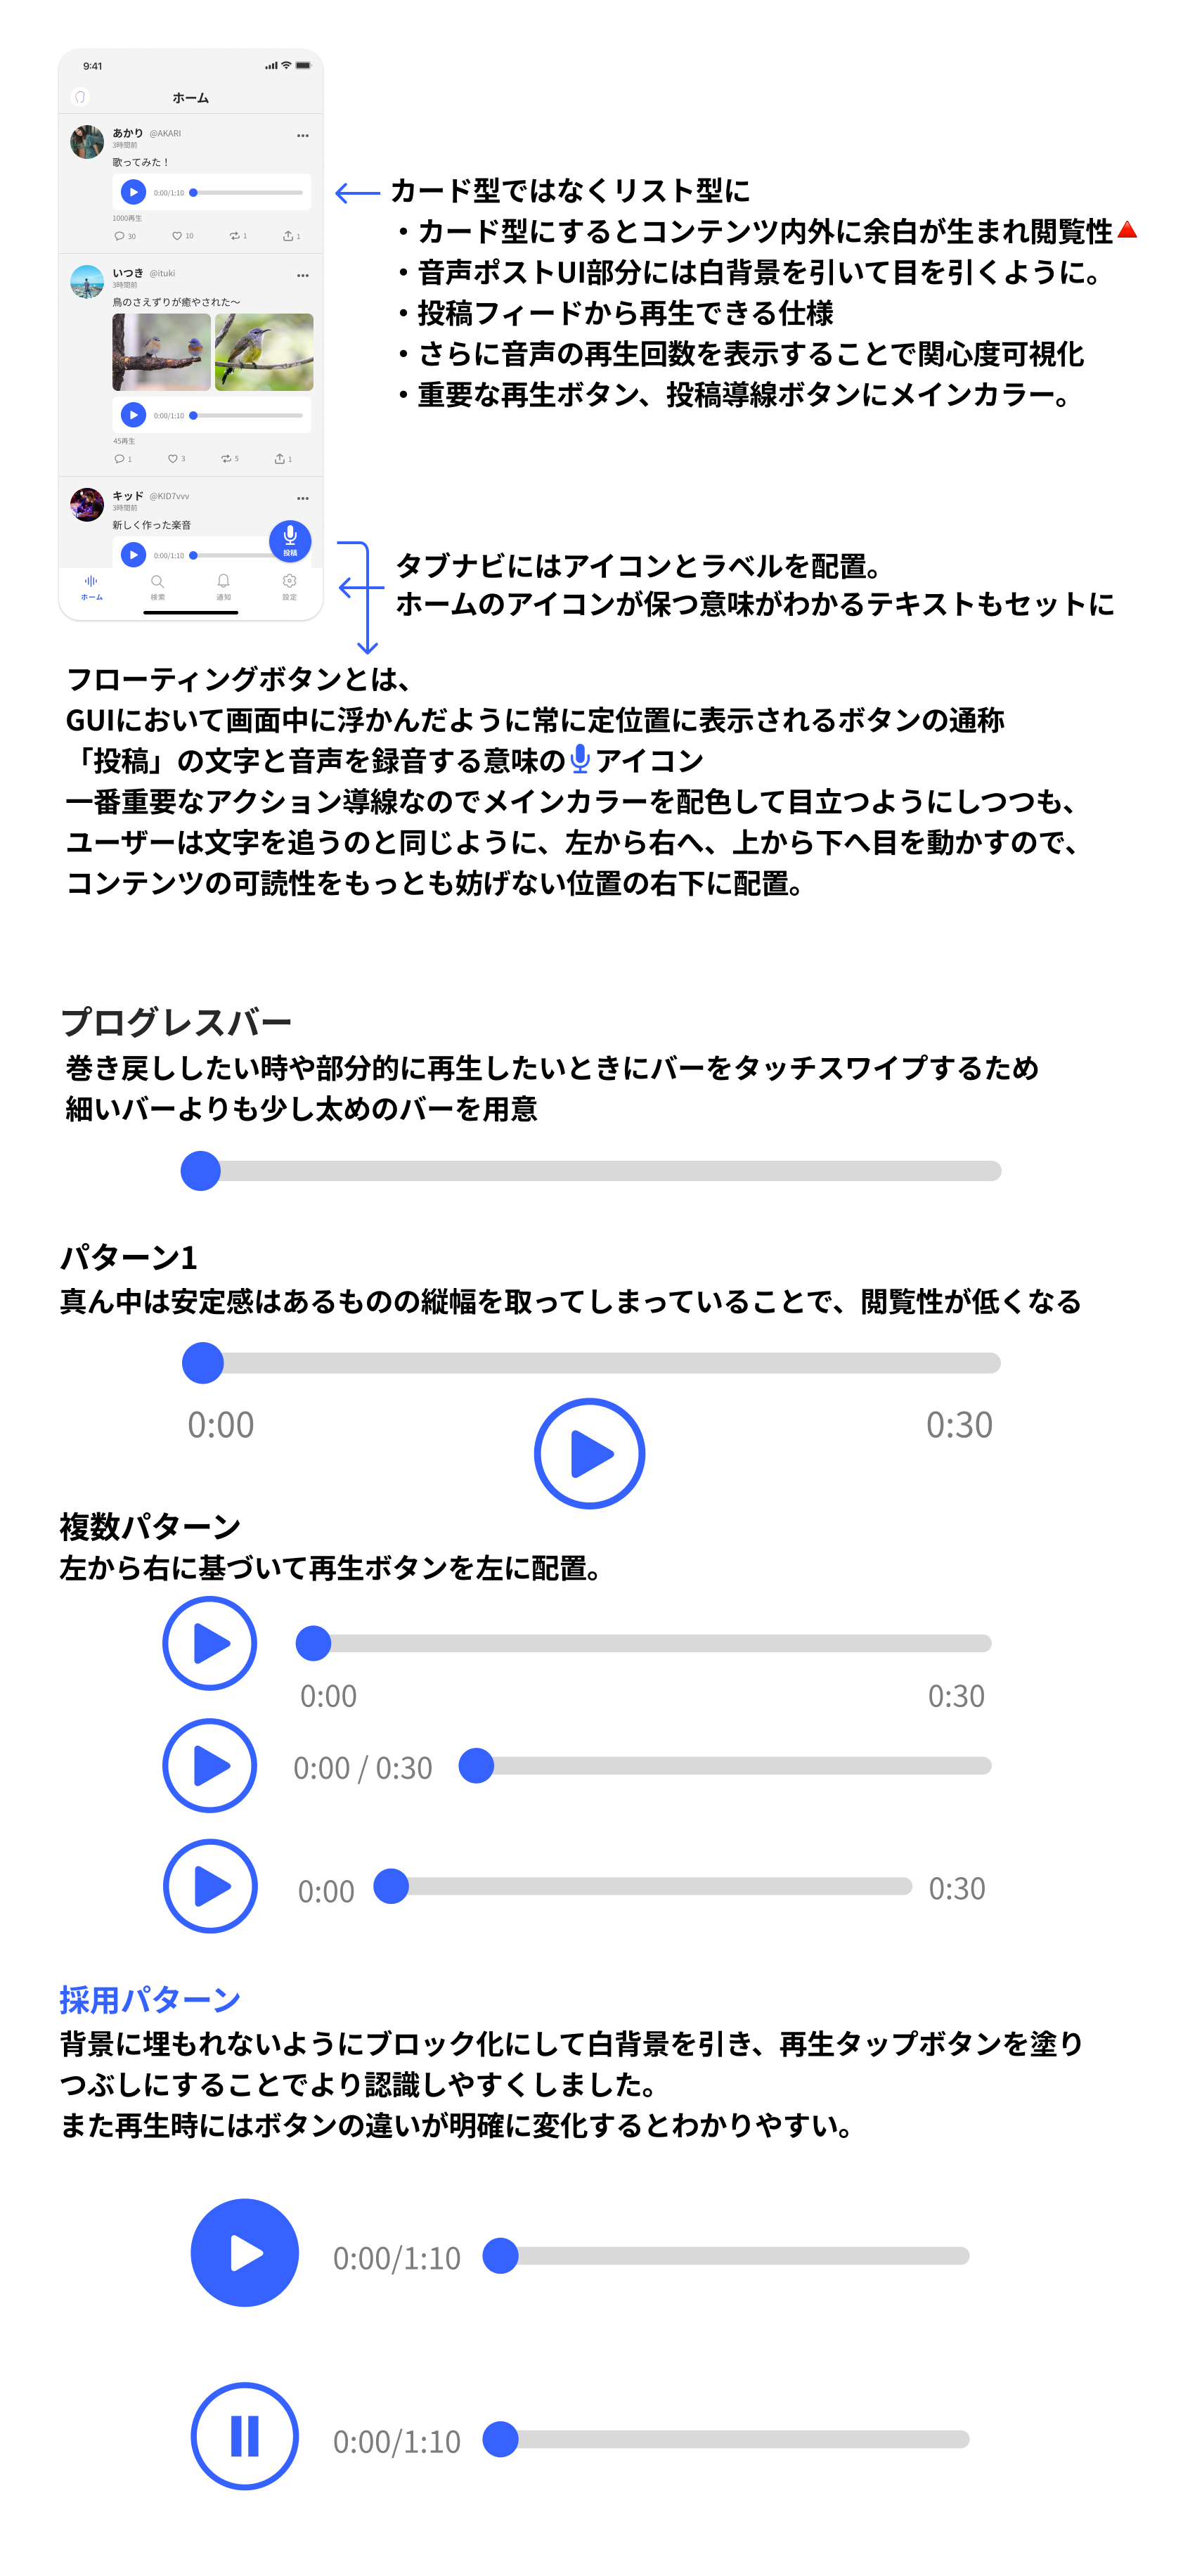 9:41
ホーム
あかり @AKARI
3時間前
歌ってみた！
0:00/1:10
1000再生
30 10 1 1
いつき @ituki
3時間前
鳥のさえずりが癒やされた〜
0:00/1:10
45再生
1 3 5 1
キッド @KID7vvv
3時間前
新しく作った楽音
0:00/1:10
投稿
ホーム 検索 通知 設定
カード型ではなくリスト型に
・カード型にするとコンテンツ内外に余白が生まれ閲覧性🔺
・音声ポストUI部分には白背景を引いて目を引くように。
・投稿フィードから再生できる仕様
・さらに音声の再生回数を表示することで関心度可視化
・重要な再生ボタン、投稿導線ボタンにメインカラー。
タブナビにはアイコンとラベルを配置。
ホームのアイコンが保つ意味がわかるテキストもセットに
フローティングボタンとは、
GUIにおいて画面中に浮かんだように常に定位置に表示されるボタンの通称
「投稿」の文字と音声を録音する意味のアイコン
一番重要なアクション導線なのでメインカラーを配色して目立つようにしつつも、
ユーザーは文字を追うのと同じように、左から右へ、上から下へ目を動かすので、
コンテンツの可読性をもっとも妨げない位置の右下に配置。
プログレスバー
巻き戻ししたい時や部分的に再生したいときにバーをタッチスワイプするため
細いバーよりも少し太めのバーを用意
パターン1
真ん中は安定感はあるものの縦幅を取ってしまっていることで、閲覧性が低くなる
0:00 0:30
複数パターン
左から右に基づいて再生ボタンを左に配置。
0:00 0:30
0:00 / 0:30
0:00 0:30
採用パターン
背景に埋もれないようにブロック化にして白背景を引き、再生タップボタンを塗り
つぶしにすることでより認識しやすくしました。
また再生時にはボタンの違いが明確に変化するとわかりやすい。
0:00/1:10
0:00/1:10